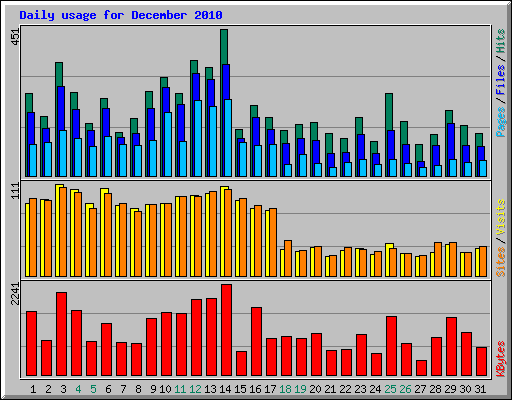 Daily usage for December 2010
451
Pages / Files / Hits
111
Sites / Visits
2241
KBytes
1 2 3 4 5 6 7 8 9 10 11 12 13 14 15 16 17 18 19 20 21 22 23 24 25 26 27 28 29 30 31